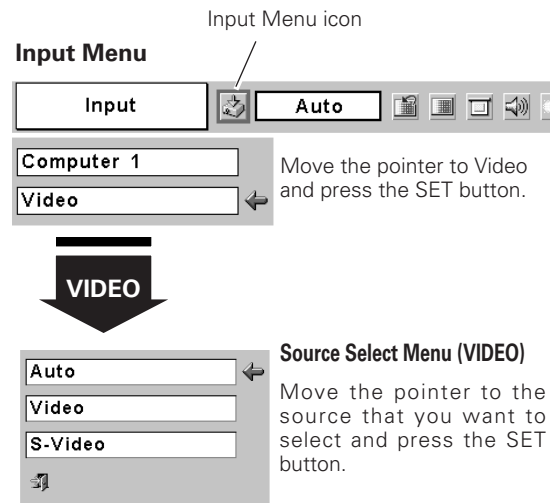 Input Menu icon
Input Menu
Input
Auto
Computer 1
Video
Move the pointer to Video
and press the SET button.
VIDEO
Source Select Menu (VIDEO)
Auto
Video
S-Video
Move the pointer to the
source that you want to
select and press the SET
button.